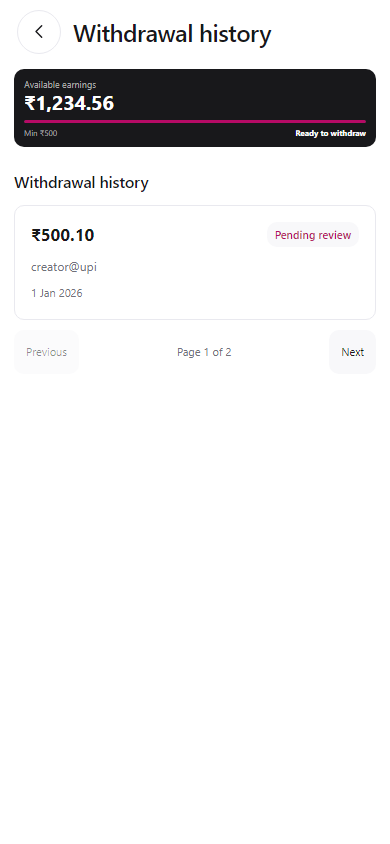 Withdrawal history
Available earnings
₹1,234.56
Min ₹500
Ready to withdraw
Withdrawal history
₹500.10
Pending review
creator@upi
1 Jan 2026
Previous
Page 1 of 2
Next